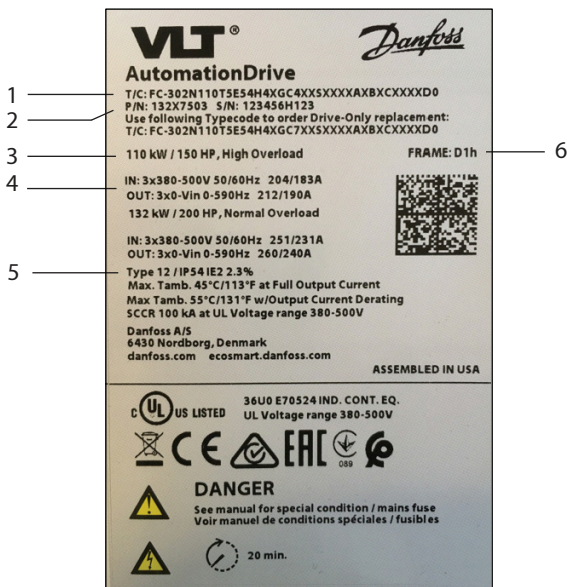 VLT®
Danfoss
AutomationDrive
1
T/C: FC-302N110T5E54H4XGC4XXSXXXXAXBXCXXXXD0
2
P/N: 132X7503 S/N: 123456H123
Use following Typecode to order Drive-Only replacement:
T/C: FC-302N110T5E54H4XGC7XXSXXXXAXBXCXXXXD0
3
110 kW / 150 HP, High Overload
FRAME: D1h
6
4
IN: 3x380-500V 50/60Hz 204/183A
OUT: 3x0-Vin 0-590Hz 212/190A
132 kW / 200 HP, Normal Overload
IN: 3x380-500V 50/60Hz 251/231A
OUT: 3x0-Vin 0-590Hz 260/240A
5
Type 12 / IP54 IE2 2.3%
Max. Tamb. 45°C/113°F at Full Output Current
Max Tamb. 55°C/131°F w/Output Current Derating
SCCR 100 kA at UL Voltage range 380-500V
Danfoss A/S
6430 Nordborg, Denmark
danfoss.com ecosmart.danfoss.com
ASSEMBLED IN USA
C UL US LISTED
36U0 E70524 IND. CONT. EQ.
UL Voltage range 380-500V
CE
EAC
089
DANGER
See manual for special condition / mains fuse
Voir manuel de conditions spéciales / fusibles
20 min.